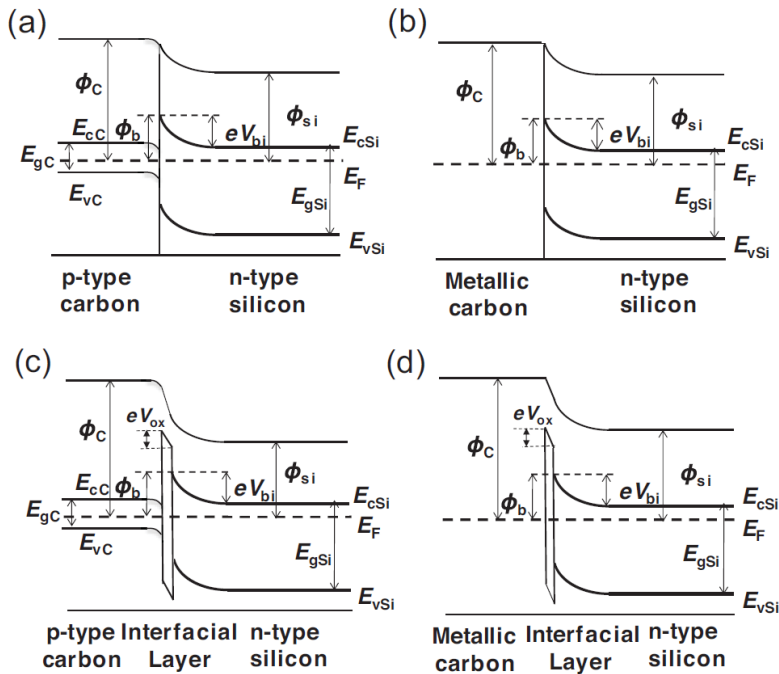 (a)
ϕC
EcC
ϕb
EgC
EvC
eVbi
ϕsi
EcSi
EF
EgSi
EvSi
p-type
carbon
n-type
silicon
(b)
ϕC
ϕb
eVbi
ϕsi
EcSi
EF
EgSi
EvSi
Metallic
carbon
n-type
silicon
(c)
eVox
ϕC
EcC
ϕb
EgC
EvC
eVbi
ϕsi
EcSi
EF
EgSi
EvSi
p-type
carbon
Interfacial
Layer
n-type
silicon
(d)
eVox
ϕC
ϕb
eVbi
ϕsi
EcSi
EF
EgSi
EvSi
Metallic
carbon
Interfacial
Layer
n-type
silicon